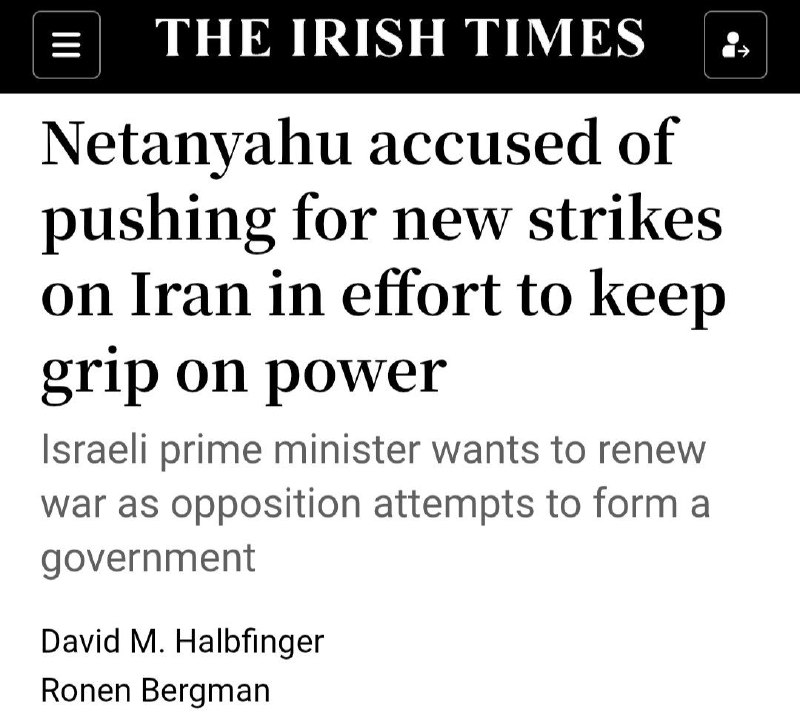 THE IRISH TIMES
Netanyahu accused of
pushing for new strikes
on Iran in effort to keep
grip on power
Israeli prime minister wants to renew
war as opposition attempts to form a
government
David M. Halbfinger
Ronen Bergman